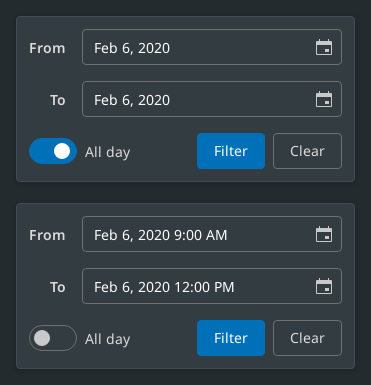 From Feb 6, 2020
To Feb 6, 2020
All day Filter Clear
From Feb 6, 2020 9:00 AM
To Feb 6, 2020 12:00 PM
All day Filter Clear